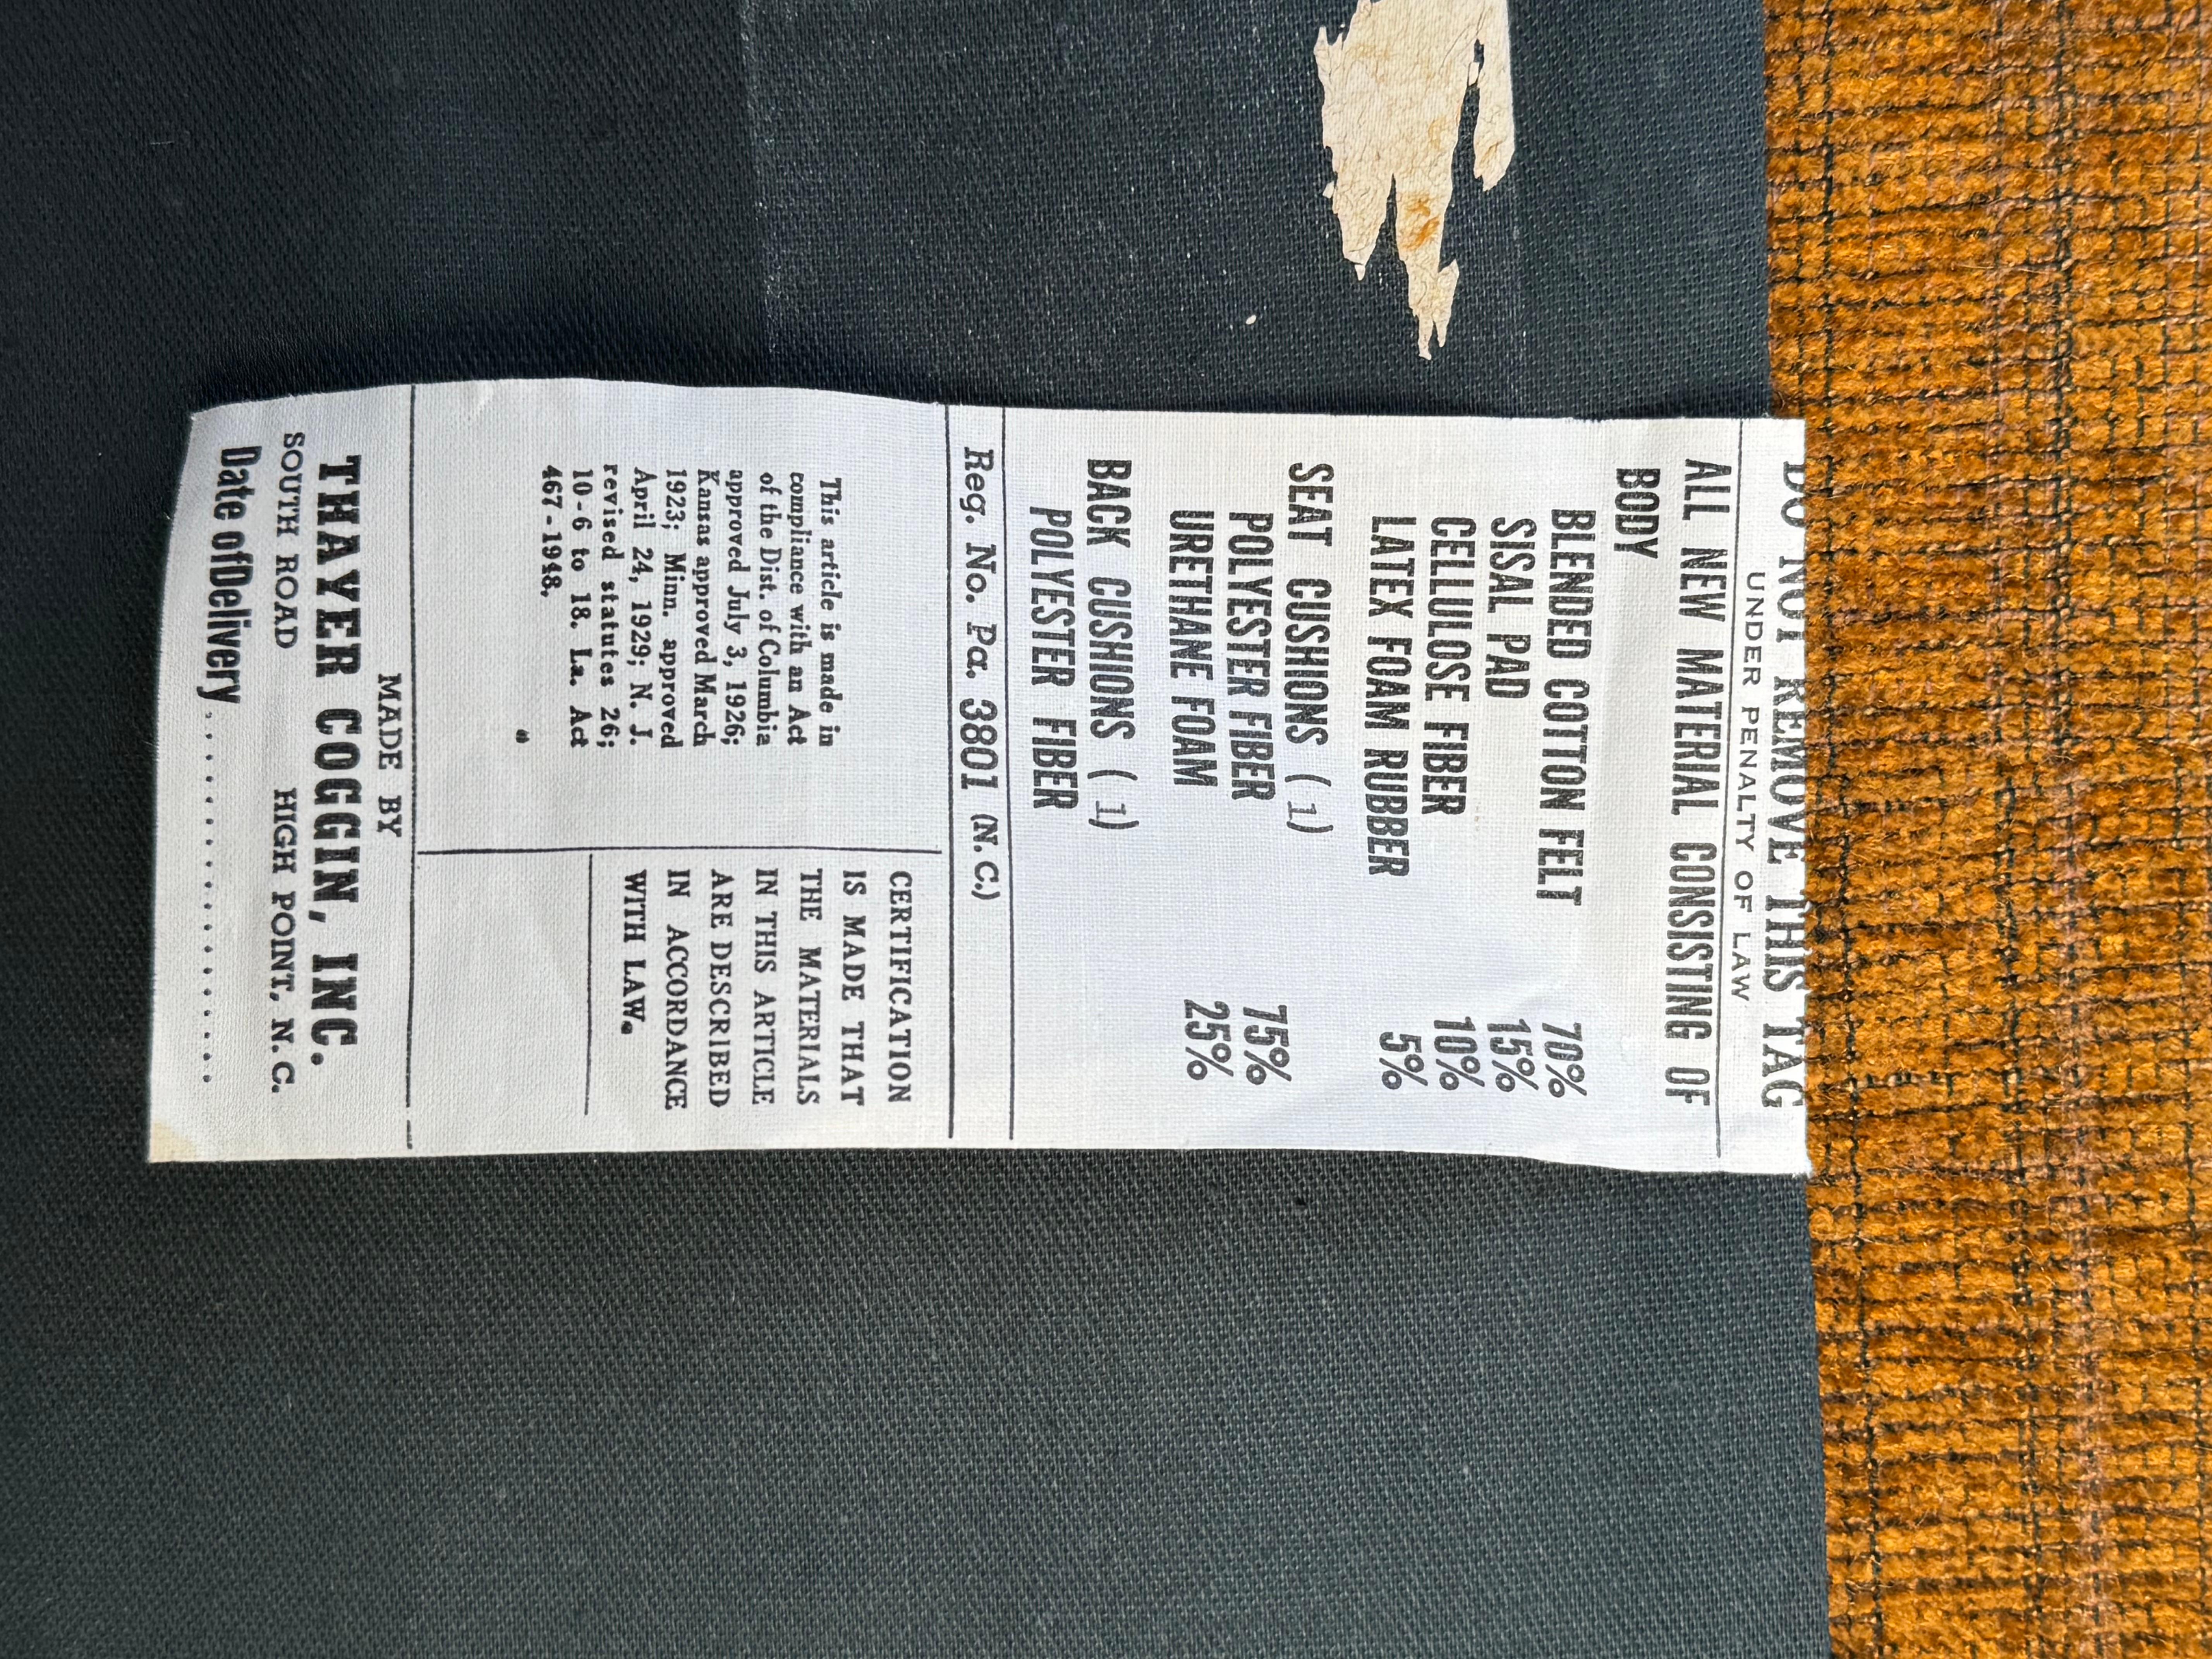 DO NOT REMOVE THIS TAG
UNDER PENALTY OF LAW
ALL NEW MATERIAL CONSISTING OF
BODY
BLENDED COTTON FELT 70%
SISAL PAD 15%
CELLULOSE FIBER 10%
LATEX FOAM RUBBER 5%
SEAT CUSHIONS (1)
POLYESTER FIBER 75%
URETHANE FOAM 25%
BACK CUSHIONS (1)
POLYESTER FIBER
Reg. No. Pa. 3801 (N.C.)
This article is made in
compliance with an Act
of the Dist. of Columbia
approved July 3, 1926;
Kansas approved March
1923; Minn. approved
April 24, 1929; N. J.
revised statutes 26;
10-6 to 18. La. Act
467-1948.
CERTIFICATION
IS MADE THAT
THE MATERIALS
IN THIS ARTICLE
ARE DESCRIBED
IN ACCORDANCE
WITH LAW.
MADE BY
THAYER COGGIN, INC.
SOUTH ROAD HIGH POINT, N.C.
Date of Delivery ....................